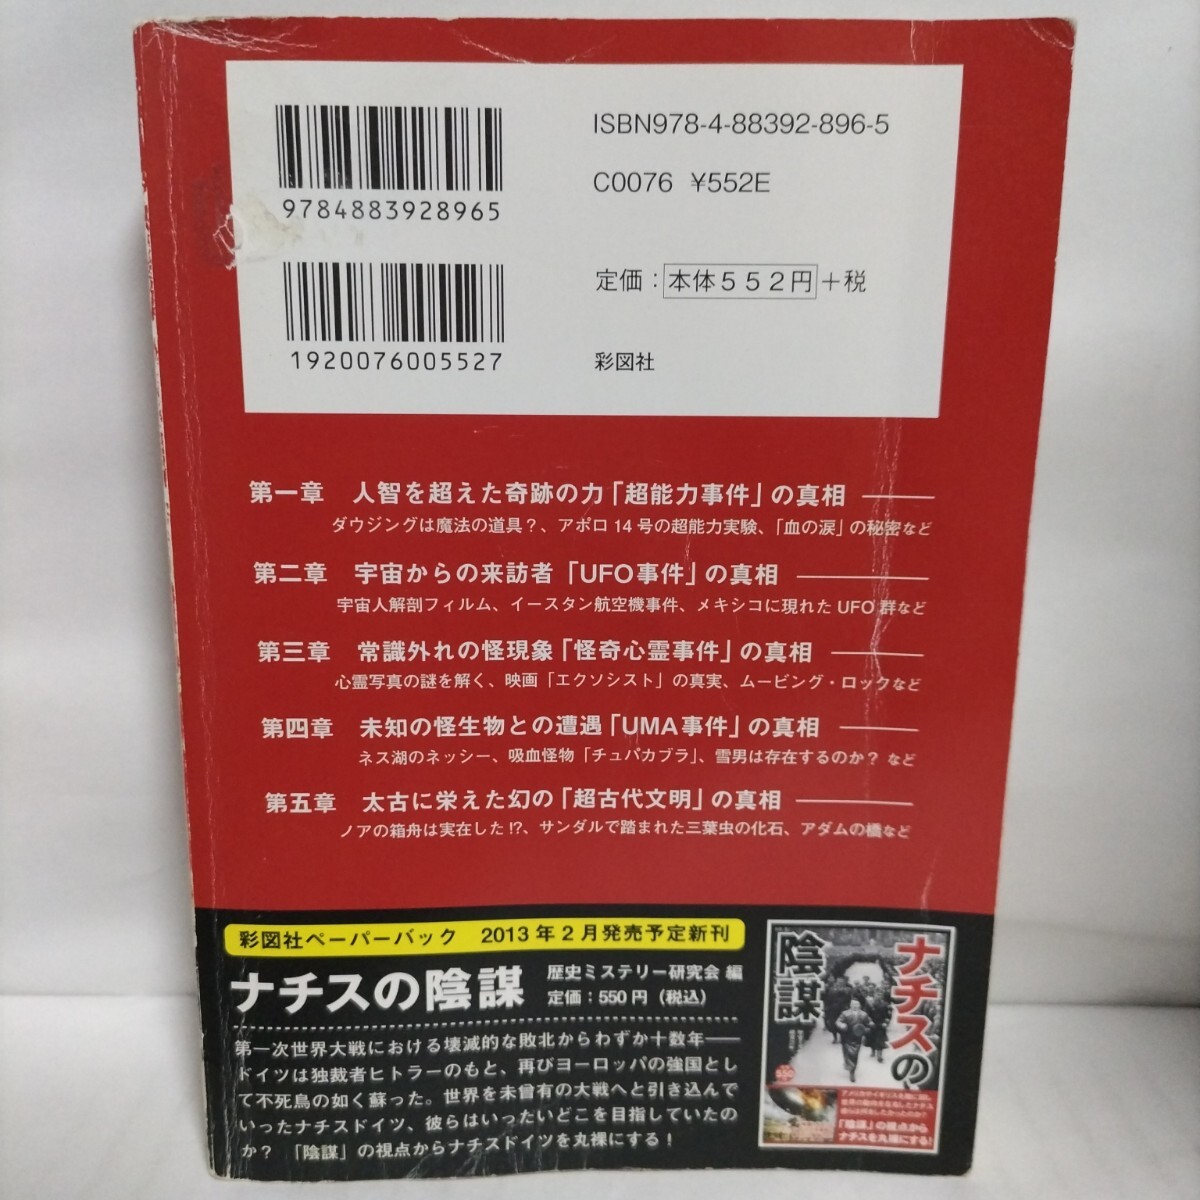 ISBN978-4-88392-896-5
C0076 ¥552E
9784883928965
定価：本体５５２円＋税
1920076005527
彩図社
第一章 人智を超えた奇跡の力「超能力事件」の真相
ダウジングは魔法の道具？、アポロ 14 号の超能力実験、「血の涙」の秘密など
第二章 宇宙からの来訪者「UFO事件」の真相
宇宙人解剖フィルム、イースタン航空機事件、メキシコに現れた UFO 群など
第三章 常識外れの怪現象「怪奇心霊事件」の真相
心霊写真の謎を解く、映画「エクソシスト」の真実、ムービング・ロックなど
第四章 未知の怪生物との遭遇「UMA事件」の真相
ネス湖のネッシー、吸血怪物「チュパカブラ」、雪男は存在するのか？ など
第五章 太古に栄えた幻の「超古代文明」の真相
ノアの箱舟は実在した!?、サンダルで踏まれた三葉虫の化石、アダムの橋など
彩図社ペーパーバック 2013 年 2 月発売予定新刊
ナチスの陰謀 歴史ミステリー研究会 編
定価：550円（税込）
第一次世界大戦における壊滅的な敗北からわずか十数年――
ドイツは独裁者ヒトラーのもと、再びヨーロッパの強国とし
て不死鳥の如く蘇った。世界を未曾有の大戦へと引き込んで
いったナチスドイツ、彼らはいったいどこを目指していたの
か？ 「陰謀」の視点からナチスドイツを丸裸にする！
ナチスの
陰謀
550
「陰謀」の視点から
ナチスを丸裸にする！